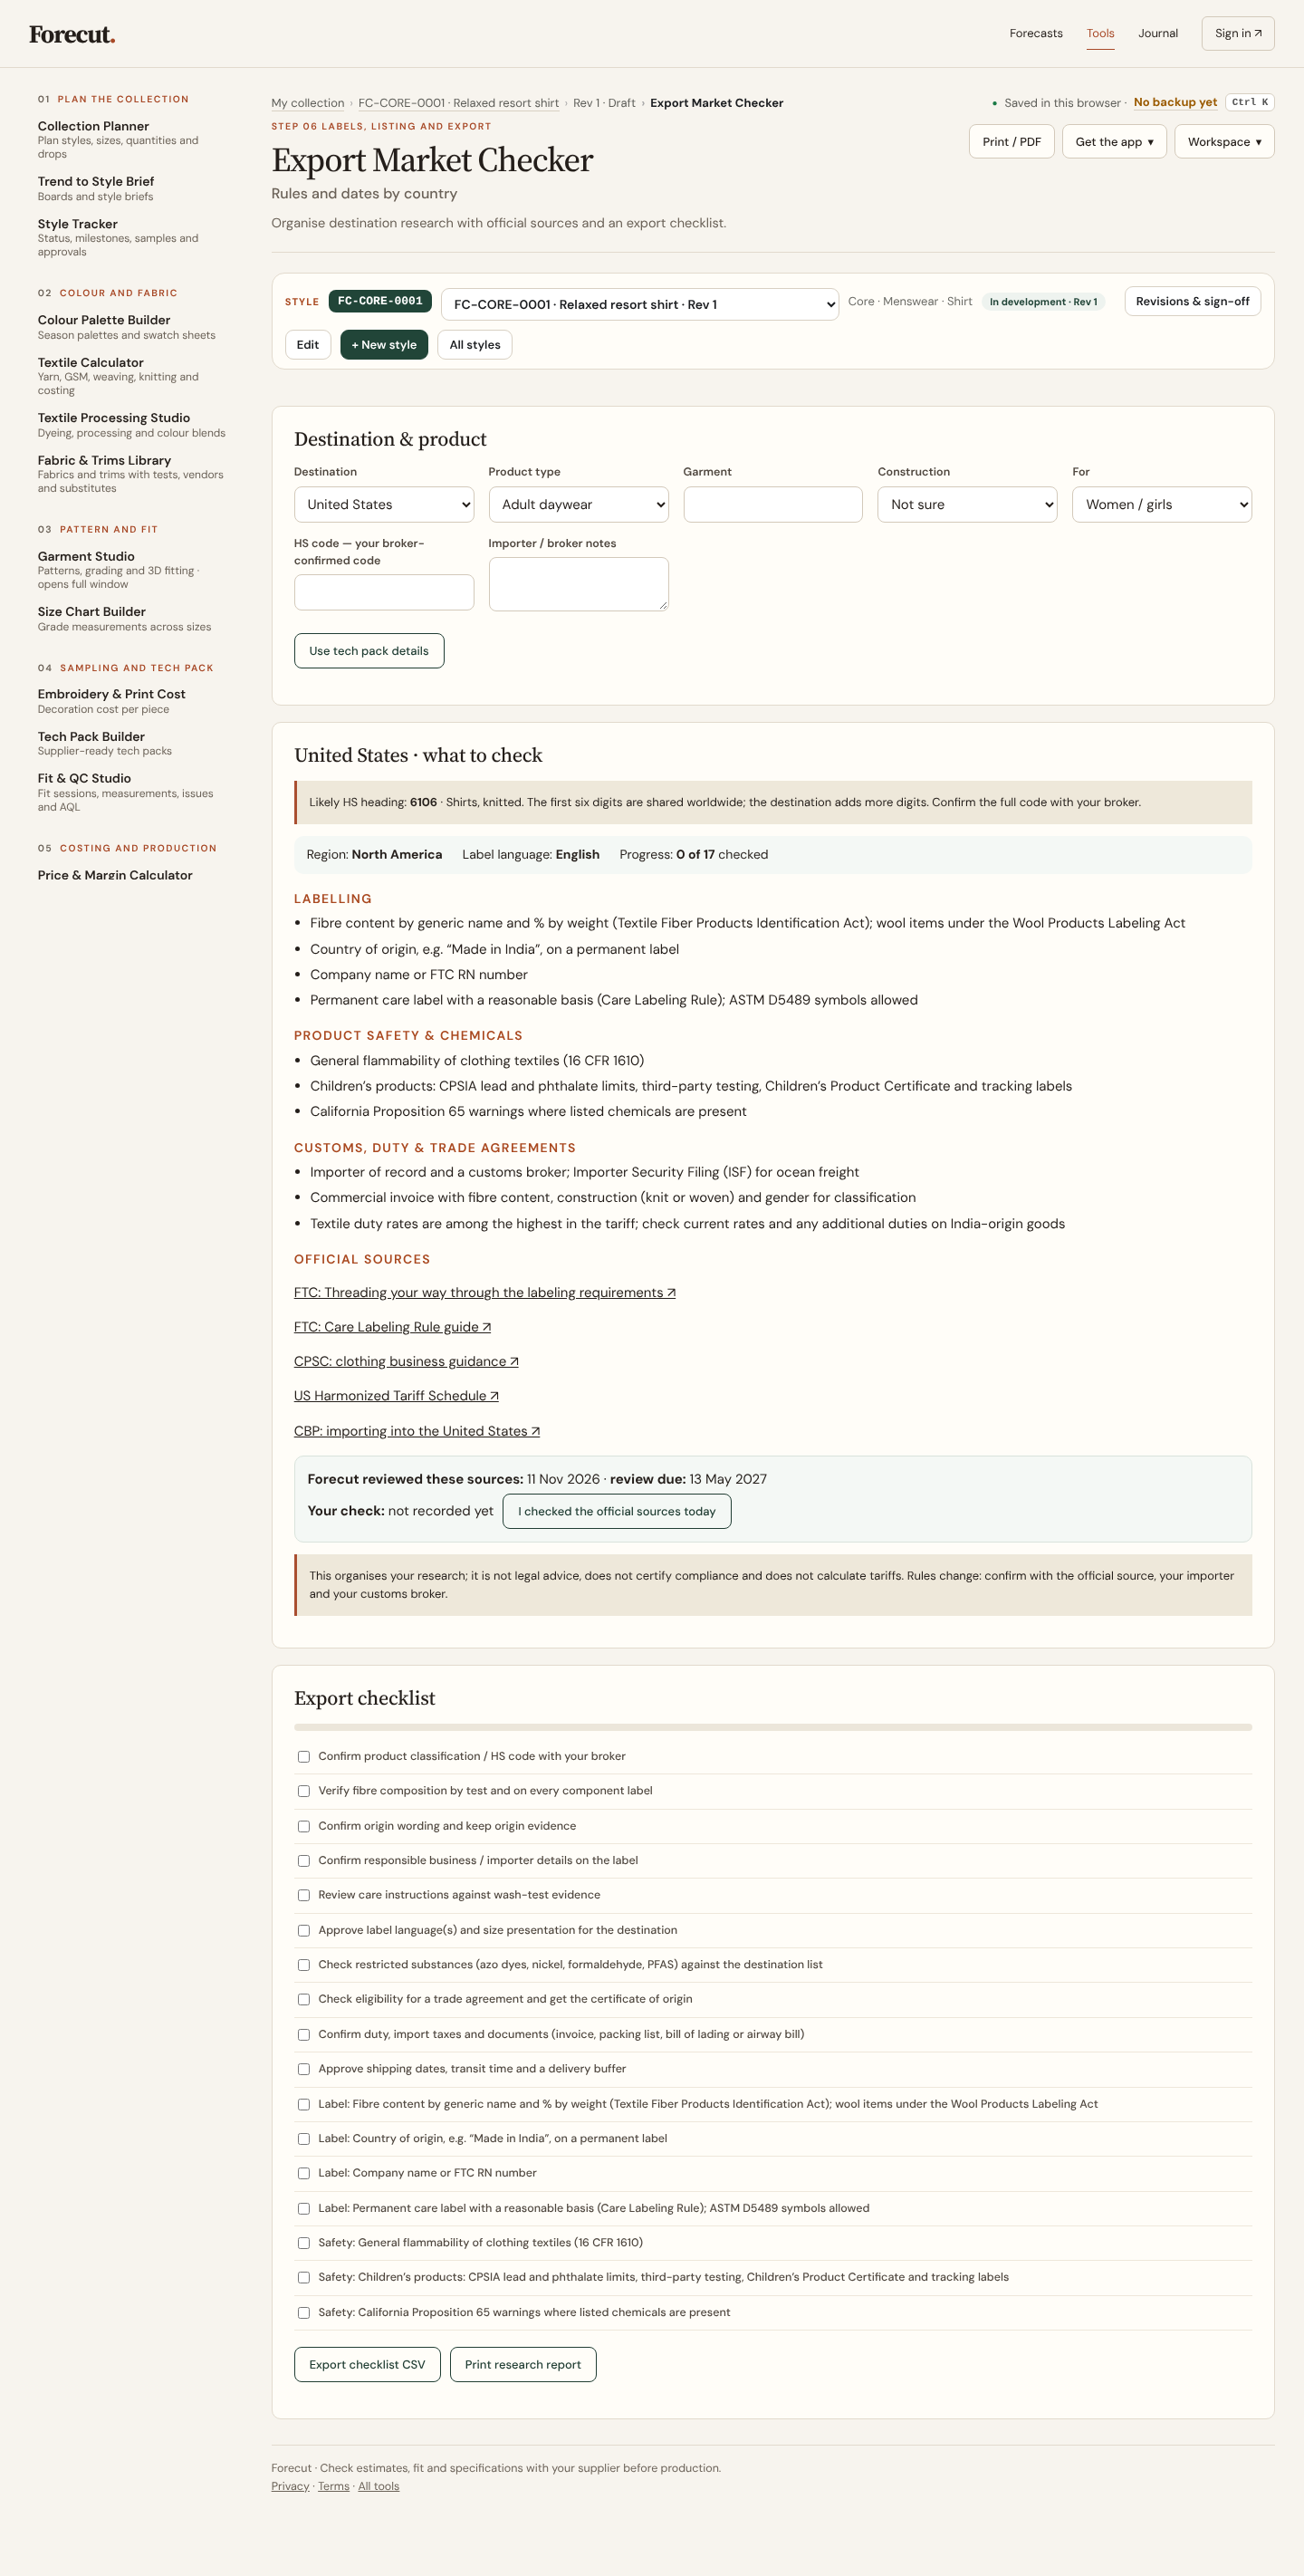 Forecut.
Forecasts
Tools
Journal
Sign in ↗
01 PLAN THE COLLECTION
Collection Planner
Plan styles, sizes, quantities and
drops
Trend to Style Brief
Boards and style briefs
Style Tracker
Status, milestones, samples and
approvals
02 COLOUR AND FABRIC
Colour Palette Builder
Season palettes and swatch sheets
Textile Calculator
Yarn, GSM, weaving, knitting and
costing
Textile Processing Studio
Dyeing, processing and colour blends
Fabric & Trims Library
Fabrics and trims with tests, vendors
and substitutes
03 PATTERN AND FIT
Garment Studio
Patterns, grading and 3D fitting ·
opens full window
Size Chart Builder
Grade measurements across sizes
04 SAMPLING AND TECH PACK
Embroidery & Print Cost
Decoration cost per piece
Tech Pack Builder
Supplier-ready tech packs
Fit & QC Studio
Fit sessions, measurements, issues
and AQL
05 COSTING AND PRODUCTION
Price & Margin Calculator
My collection › FC-CORE-0001 · Relaxed resort shirt › Rev 1 · Draft › Export Market Checker
• Saved in this browser · No backup yet Ctrl K
STEP 06 LABELS, LISTING AND EXPORT
Export Market Checker
Rules and dates by country
Organise destination research with official sources and an export checklist.
Print / PDF
Get the app ▾
Workspace ▾
STYLE FC-CORE-0001 FC-CORE-0001 · Relaxed resort shirt · Rev 1 Core · Menswear · Shirt In development · Rev 1 Revisions & sign-off
Edit + New style All styles
Destination & product
Destination Product type Garment Construction For
United States Adult daywear Not sure Women / girls
HS code — your broker-
confirmed code
Importer / broker notes
Use tech pack details
United States · what to check
Likely HS heading: 6106 · Shirts, knitted. The first six digits are shared worldwide; the destination adds more digits. Confirm the full code with your broker.
Region: North America Label language: English Progress: 0 of 17 checked
LABELLING
• Fibre content by generic name and % by weight (Textile Fiber Products Identification Act); wool items under the Wool Products Labeling Act
• Country of origin, e.g. “Made in India”, on a permanent label
• Company name or FTC RN number
• Permanent care label with a reasonable basis (Care Labeling Rule); ASTM D5489 symbols allowed
PRODUCT SAFETY & CHEMICALS
• General flammability of clothing textiles (16 CFR 1610)
• Children’s products: CPSIA lead and phthalate limits, third-party testing, Children’s Product Certificate and tracking labels
• California Proposition 65 warnings where listed chemicals are present
CUSTOMS, DUTY & TRADE AGREEMENTS
• Importer of record and a customs broker; Importer Security Filing (ISF) for ocean freight
• Commercial invoice with fibre content, construction (knit or woven) and gender for classification
• Textile duty rates are among the highest in the tariff; check current rates and any additional duties on India-origin goods
OFFICIAL SOURCES
FTC: Threading your way through the labeling requirements ↗
FTC: Care Labeling Rule guide ↗
CPSC: clothing business guidance ↗
US Harmonized Tariff Schedule ↗
CBP: importing into the United States ↗
Forecut reviewed these sources: 11 Nov 2026 · review due: 13 May 2027
Your check: not recorded yet I checked the official sources today
This organises your research; it is not legal advice, does not certify compliance and does not calculate tariffs. Rules change: confirm with the official source, your importer
and your customs broker.
Export checklist
Confirm product classification / HS code with your broker
Verify fibre composition by test and on every component label
Confirm origin wording and keep origin evidence
Confirm responsible business / importer details on the label
Review care instructions against wash-test evidence
Approve label language(s) and size presentation for the destination
Check restricted substances (azo dyes, nickel, formaldehyde, PFAS) against the destination list
Check eligibility for a trade agreement and get the certificate of origin
Confirm duty, import taxes and documents (invoice, packing list, bill of lading or airway bill)
Approve shipping dates, transit time and a delivery buffer
Label: Fibre content by generic name and % by weight (Textile Fiber Products Identification Act); wool items under the Wool Products Labeling Act
Label: Country of origin, e.g. “Made in India”, on a permanent label
Label: Company name or FTC RN number
Label: Permanent care label with a reasonable basis (Care Labeling Rule); ASTM D5489 symbols allowed
Safety: General flammability of clothing textiles (16 CFR 1610)
Safety: Children’s products: CPSIA lead and phthalate limits, third-party testing, Children’s Product Certificate and tracking labels
Safety: California Proposition 65 warnings where listed chemicals are present
Export checklist CSV
Print research report
Forecut · Check estimates, fit and specifications with your supplier before production.
Privacy · Terms · All tools